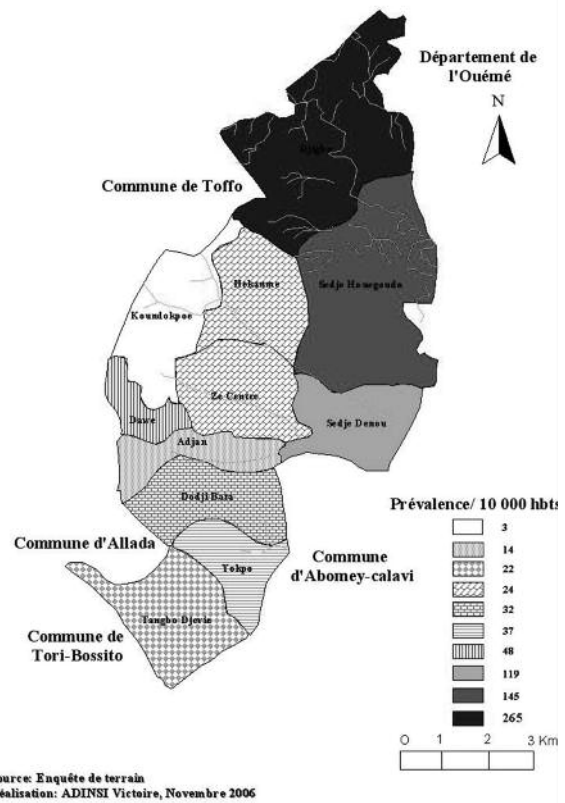 Département de
l'Ouémé
N
Commune de Toffo
Hekanme
Sedje Houegoudo
Koundokpoe
Ze Centre
Dawe
Sedje Denou
Adjan
Dodji Bata
Prévalence/ 10 000 hbts
3
14
22
24
32
37
48
119
145
265
Commune d'Allada
Yokpo
Commune
d'Abomey-calavi
Tangbo Djevie
Commune de
Tori-Bossito
0 1 2 3 Km
ource: Enquête de terrain
éalisation: ADINSI Victoire, Novembre 2006